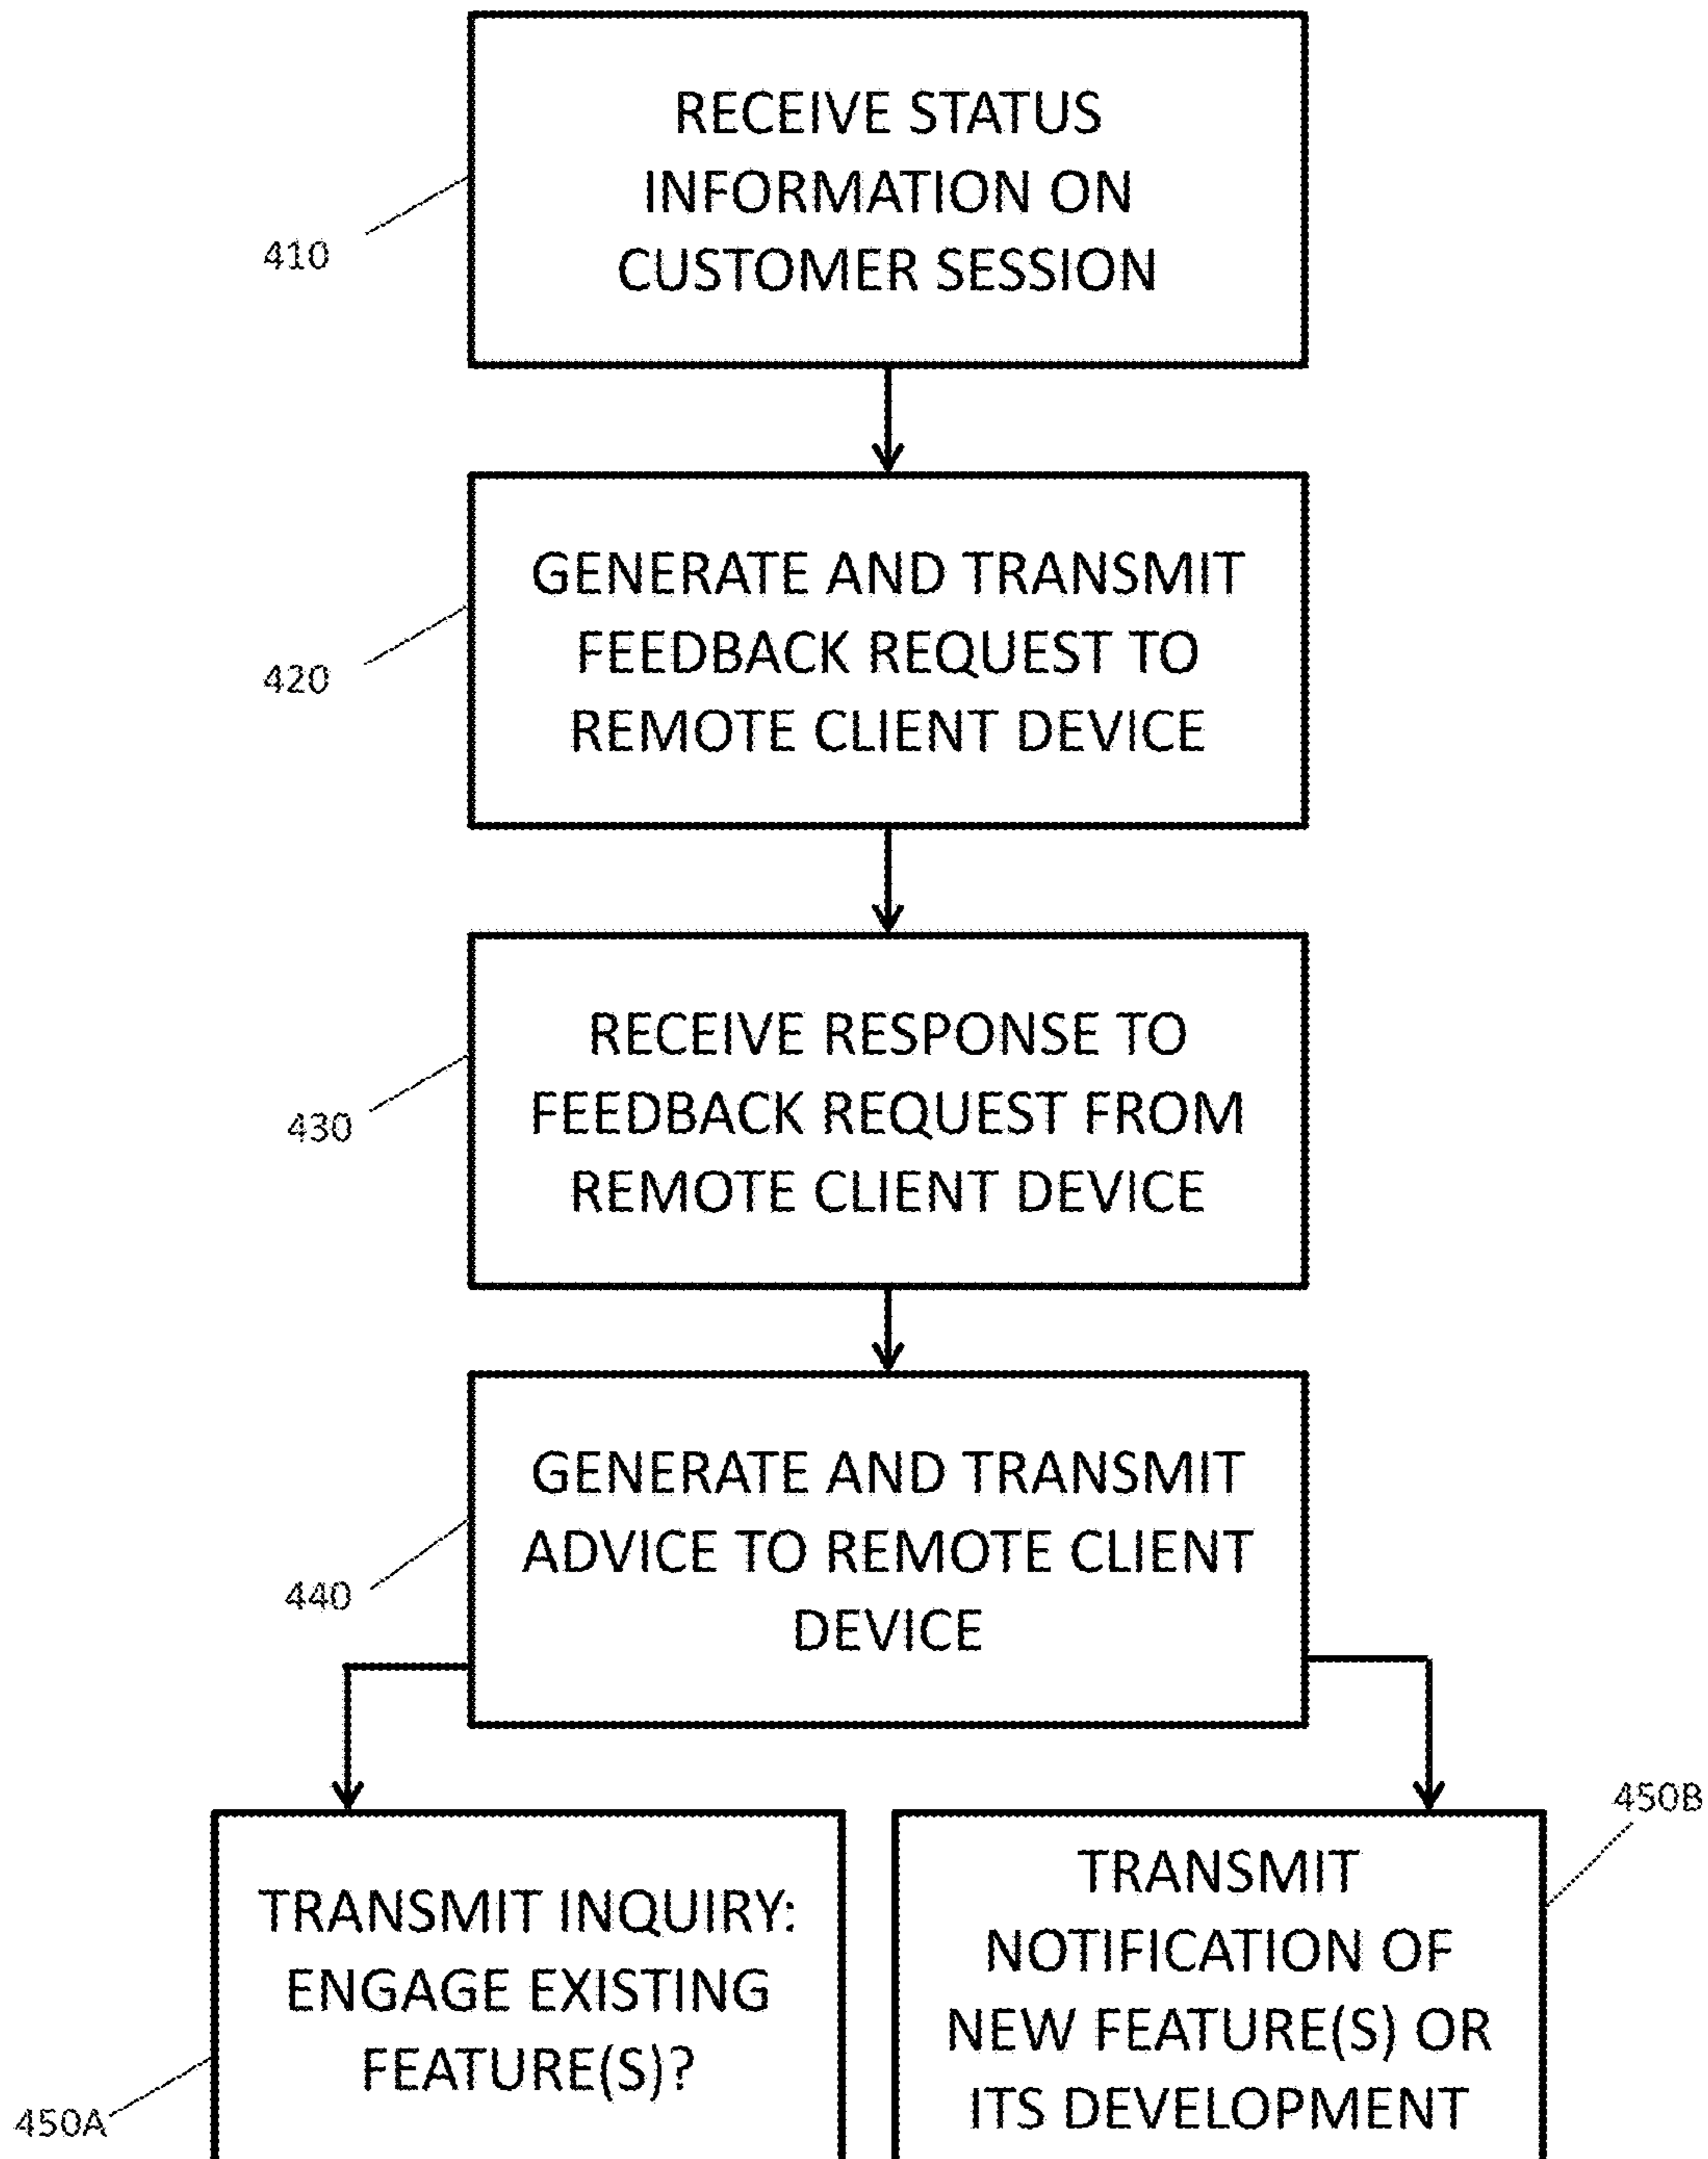 RECEIVE STATUS
INFORMATION ON
CUSTOMER SESSION
410
GENERATE AND TRANSMIT
FEEDBACK REQUEST TO
REMOTE CLIENT DEVICE
420
RECEIVE RESPONSE TO
FEEDBACK REQUEST FROM
REMOTE CLIENT DEVICE
430
GENERATE AND TRANSMIT
ADVICE TO REMOTE CLIENT
DEVICE
440
TRANSMIT INQUIRY:
ENGAGE EXISTING
FEATURE(S)?
450A
450B
TRANSMIT
NOTIFICATION OF
NEW FEATURE(S) OR
ITS DEVELOPMENT